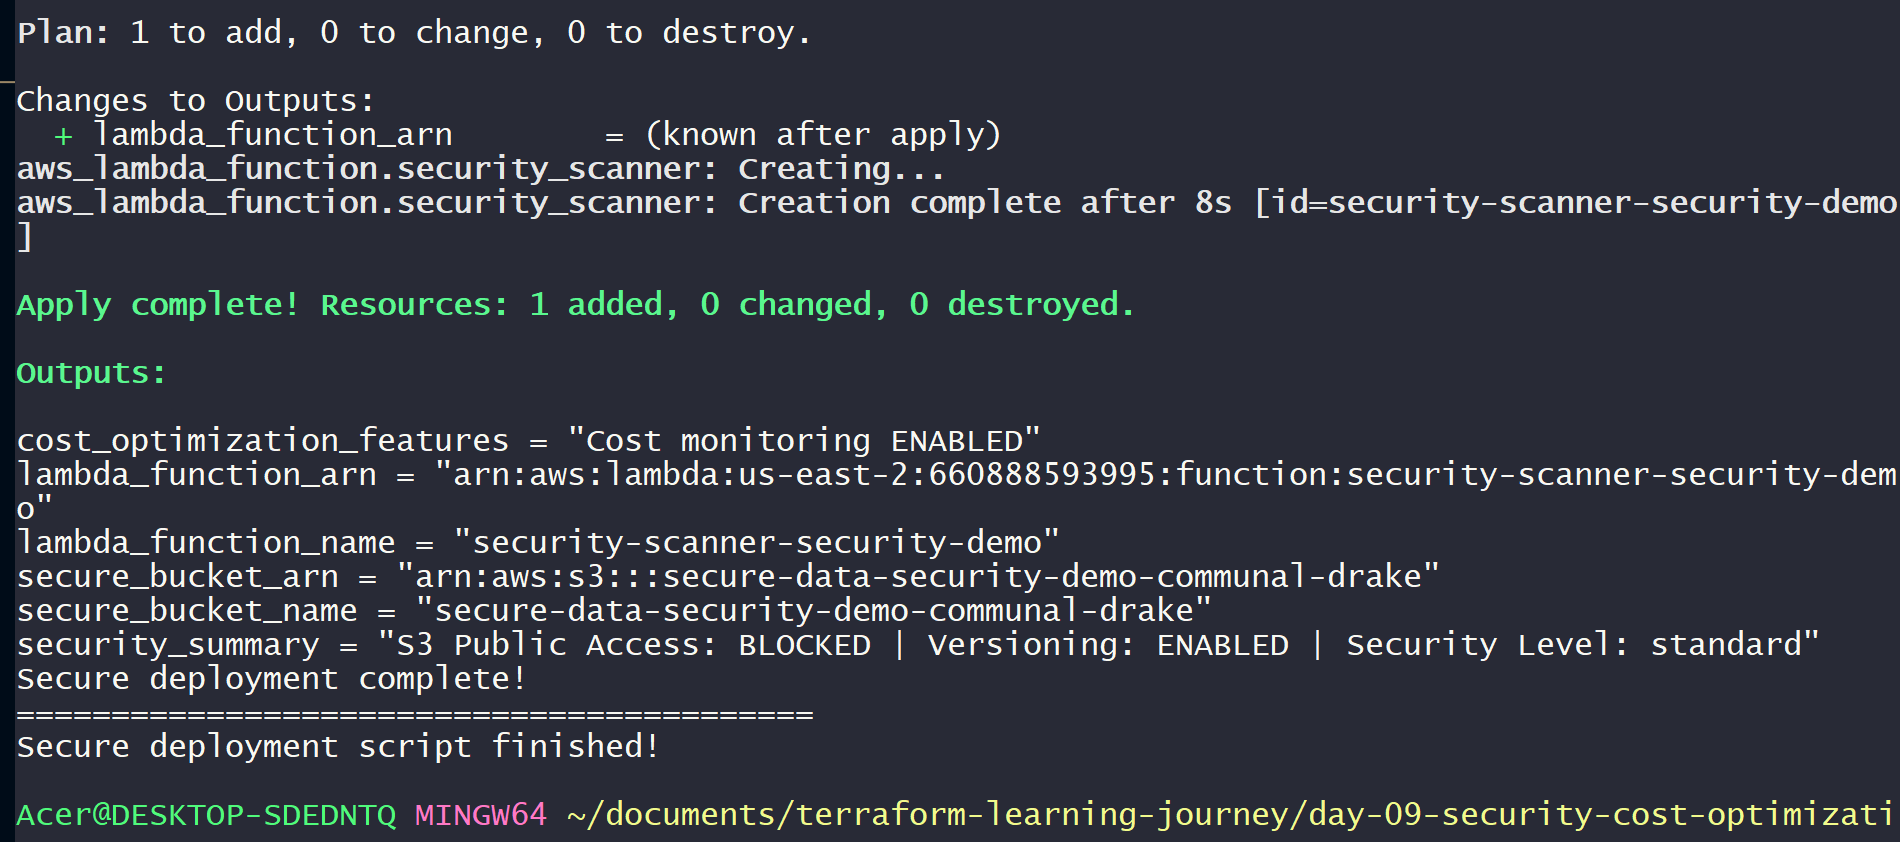 Plan: 1 to add, 0 to change, 0 to destroy.
Changes to Outputs:
  + lambda_function_arn        = (known after apply)
aws_lambda_function.security_scanner: Creating...
aws_lambda_function.security_scanner: Creation complete after 8s [id=security-scanner-security-demo
]
Apply complete! Resources: 1 added, 0 changed, 0 destroyed.
Outputs:
cost_optimization_features = "Cost monitoring ENABLED"
lambda_function_arn = "arn:aws:lambda:us-east-2:660888593995:function:security-scanner-security-dem
o"
lambda_function_name = "security-scanner-security-demo"
secure_bucket_arn = "arn:aws:s3:::secure-data-security-demo-communal-drake"
secure_bucket_name = "secure-data-security-demo-communal-drake"
security_summary = "S3 Public Access: BLOCKED | Versioning: ENABLED | Security Level: standard"
Secure deployment complete!
==========================================
Secure deployment script finished!
Acer@DESKTOP-SDEDNTQ MINGW64 ~/documents/terraform-learning-journey/day-09-security-cost-optimizati